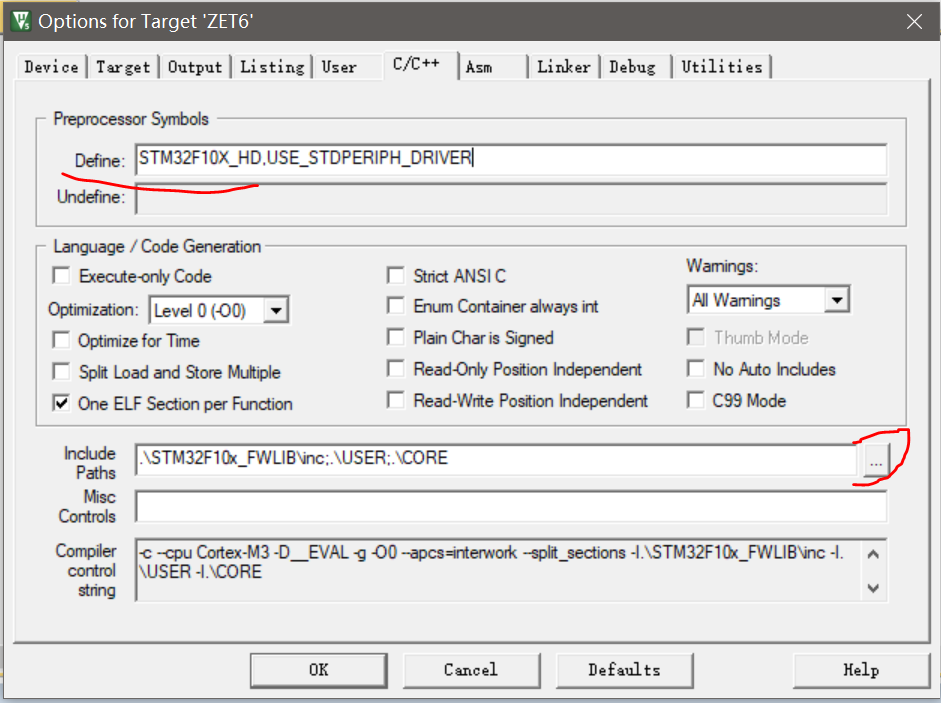 Options for Target 'ZET6'
Device Target Output Listing User C/C++ Asm Linker Debug Utilities
Preprocessor Symbols
Define: STM32F10X_HD,USE_STDPERIPH_DRIVER
Undefine:
Language / Code Generation
Execute-only Code
Optimization: Level 0 (-O0)
Optimize for Time
Split Load and Store Multiple
One ELF Section per Function
Strict ANSI C
Enum Container always int
Plain Char is Signed
Read-Only Position Independent
Read-Write Position Independent
Warnings:
All Warnings
Thumb Mode
No Auto Includes
C99 Mode
Include
Paths
.\STM32F10x_FWLIB\inc;.\USER;.\CORE
...
Misc
Controls
Compiler
control
string
-c --cpu Cortex-M3 -D__EVAL -g -O0 --apcs=interwork --split_sections -I.\STM32F10x_FWLIB\inc -I.
\USER -I.\CORE
OK Cancel Defaults Help